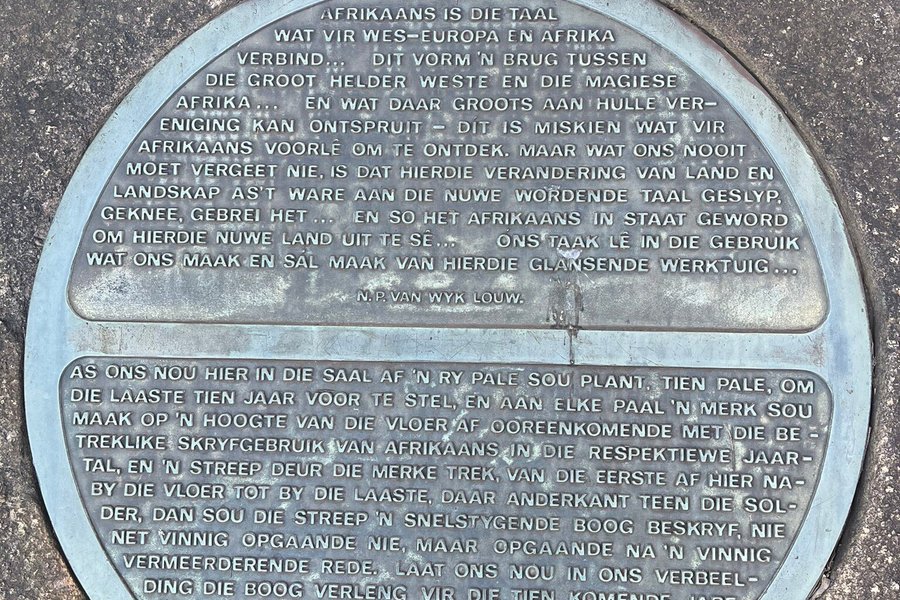 AFRIKAANS IS DIE TAAL
WAT VIR WES-EUROPA EN AFRIKA
VERBIND... DIT VORM 'N BRUG TUSSEN
DIE GROOT HELDER WESTE EN DIE MAGIESE
AFRIKA... EN WAT DAAR GROOTS AAN HULLE VER-
ENIGING KAN ONTSPRUIT - DÍT IS MISKIEN WAT VIR
AFRIKAANS VOORLÊ OM TE ONTDEK. MAAR WAT ONS NOOIT
MOET VERGEET NIE, IS DAT HIERDIE VERANDERING VAN LAND EN
LANDSKAP AS'T WARE AAN DIE NUWE WORDENDE TAAL GESLYP,
GEKNEE, GEBREI HET... EN SO HET AFRIKAANS IN STAAT GEWORD
OM HIERDIE NUWE LAND UIT TE SÊ... ÓNS TAAK LÊ IN DIE GEBRUIK
WAT ONS MAAK EN SÁL MAAK VAN HIERDIE GLANSENDE WERKTUIG...
N. P. VAN WYK LOUW.
AS ONS NOU HIER IN DIE SAAL AF 'N RY PALE SOU PLANT, TIEN PALE, OM
DIE LAASTE TIEN JAAR VOOR TE STEL, EN AAN ELKE PAAL 'N MERK SOU
MAAK OP 'N HOOGTE VAN DIE VLOER AF, OOREENKOMENDE MET DIE BE-
TREKLIKE SKRYFGEBRUIK VAN AFRIKAANS IN DIE RESPEKTIEWE JAAR-
TAL, EN 'N STREEP DEUR DIE MERKE TREK, VAN DIE EERSTE AF HIER NA-
BY DIE VLOER TOT BY DIE LAASTE, DAAR ANDERKANT TEEN DIE SOL-
DER, DAN SOU DIE STREEP 'N SNELSTYGENDE BOOG BESKRYF, NIE
NET VINNIG OPGAANDE NIE, MAAR OPGAANDE NA 'N VINNIG
VERMEERDERENDE REDE. LAAT ONS NOU IN ONS VERBEEL-
DING DIE BOOG VERLENG VIR DIE TIEN KOMENDE JARE